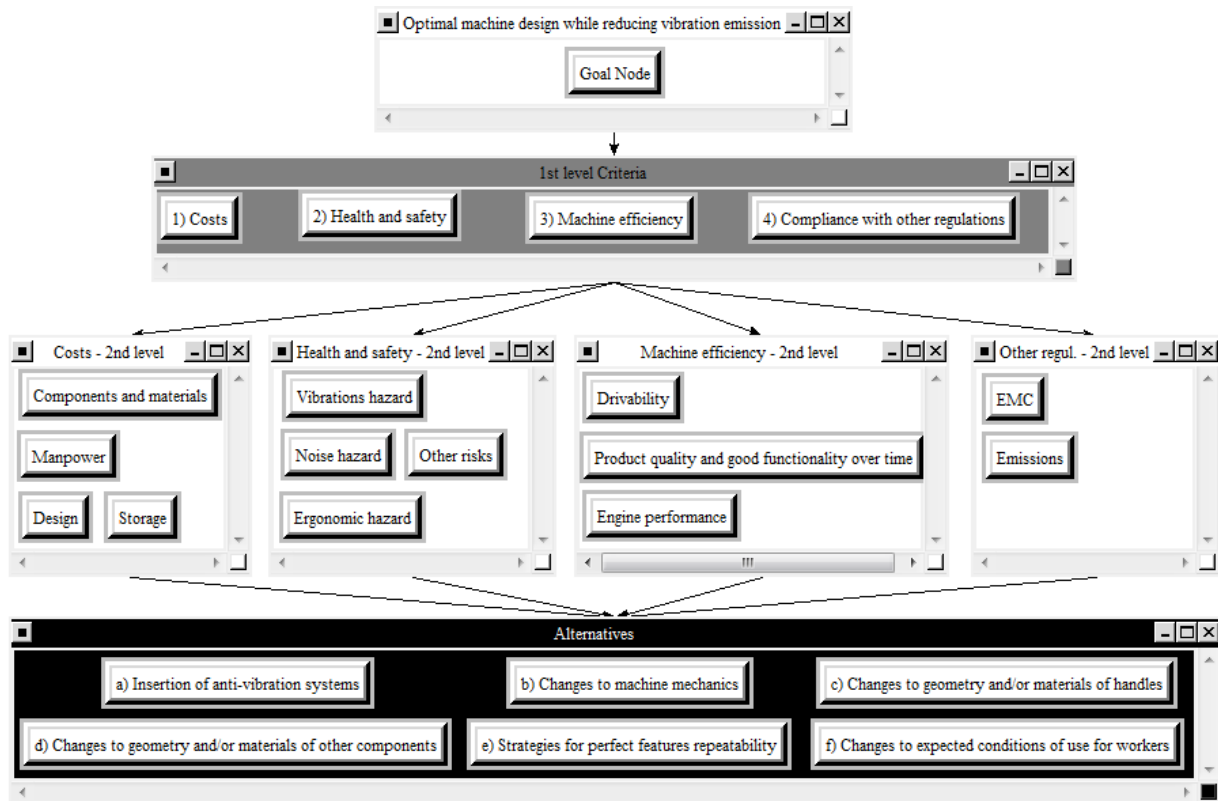 Optimal machine design while reducing vibration emission
Goal Node
1st level Criteria
1) Costs
2) Health and safety
3) Machine efficiency
4) Compliance with other regulations
Costs - 2nd level
Components and materials
Manpower
Design
Storage
Health and safety - 2nd level
Vibrations hazard
Noise hazard
Other risks
Ergonomic hazard
Machine efficiency - 2nd level
Drivability
Product quality and good functionality over time
Engine performance
Other regul. - 2nd level
EMC
Emissions
Alternatives
a) Insertion of anti-vibration systems
b) Changes to machine mechanics
c) Changes to geometry and/or materials of handles
d) Changes to geometry and/or materials of other components
e) Strategies for perfect features repeatability
f) Changes to expected conditions of use for workers